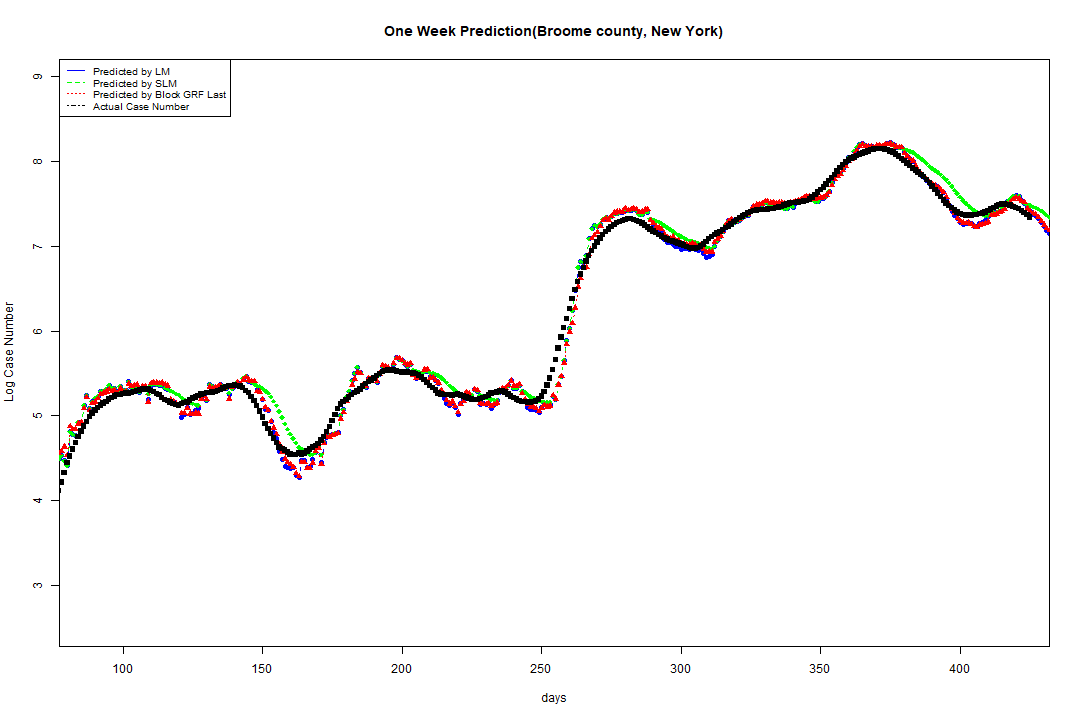 One Week Prediction(Broome county, New York)
Predicted by LM
Predicted by SLM
Predicted by Block GRF Last
Actual Case Number
9
8
7
6
5
4
3
Log Case Number
100 150 200 250 300 350 400
days